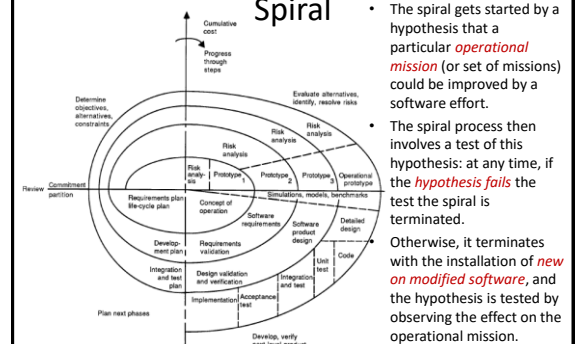 Spiral
Cumulative
cost
Progress
through
steps
Determine
objectives,
alternatives,
constraints
Evaluate alternatives,
identify, resolve risks
Risk
analysis
Risk
analysis
Risk
analysis
Risk
analy-
sis
Prototype 1
Prototype 2
Prototype 3
Operational
prototype
Review
Commitment
partition
Simulations, models, benchmarks
Requirements plan
life-cycle plan
Concept of
operation
Software
requirements
Software
product
design
Detailed
design
Develop-
ment plan
Requirements
validation
Code
Unit
test
Integration
and test
plan
Design validation
and verification
Integration
and test
Acceptance
test
Implementation
Plan next phases
Develop, verify
• The spiral gets started by a
hypothesis that a
particular operational
mission (or set of missions)
could be improved by a
software effort.
• The spiral process then
involves a test of this
hypothesis: at any time, if
the hypothesis fails the
test the spiral is
terminated.
• Otherwise, it terminates
with the installation of new
on modified software, and
the hypothesis is tested by
observing the effect on the
operational mission.